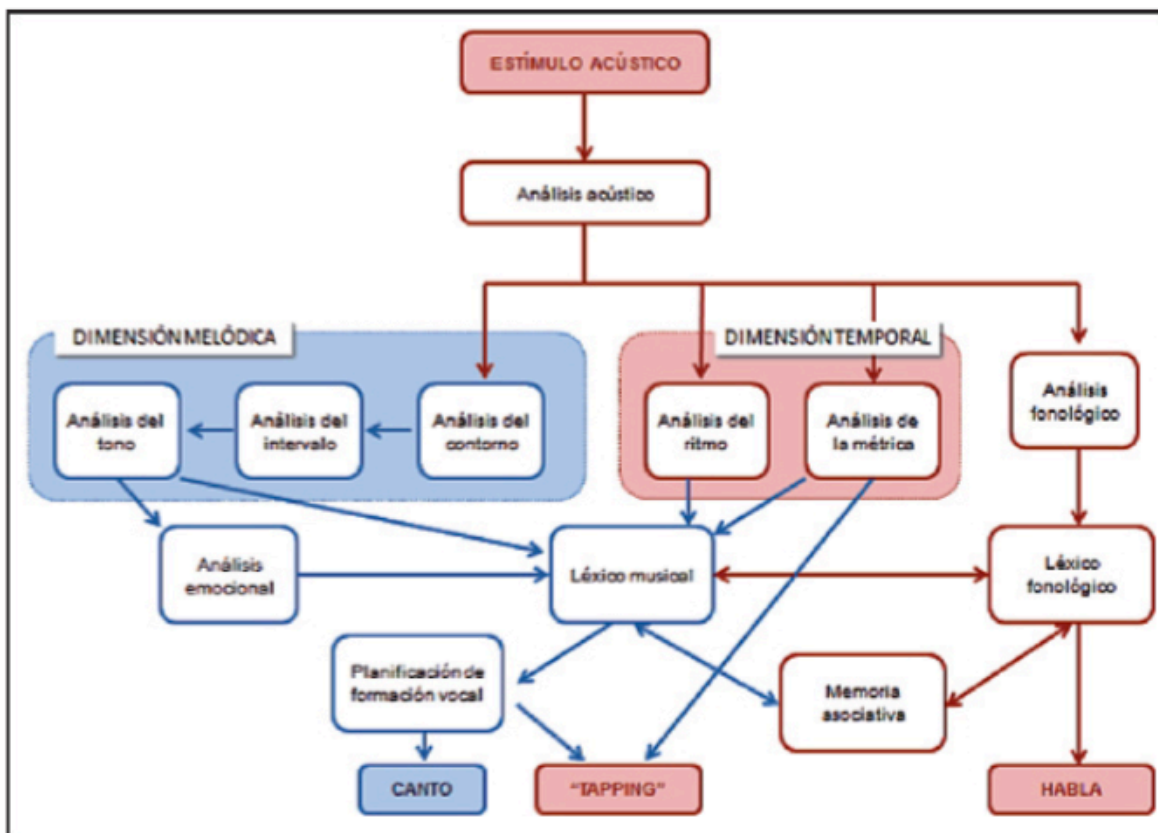 ESTÍMULO ACÚSTICO
Análisis acústico
DIMENSIÓN MELÓDICA
DIMENSIÓN TEMPORAL
Análisis del
tono
Análisis del
intervalo
Análisis del
contorno
Análisis del
ritmo
Análisis de
la métrica
Análisis
fonológico
Análisis
emocional
Léxico musical
Léxico
fonológico
Planificación de
formación vocal
Memoria
asociativa
CANTO
“TAPPING”
HABLA